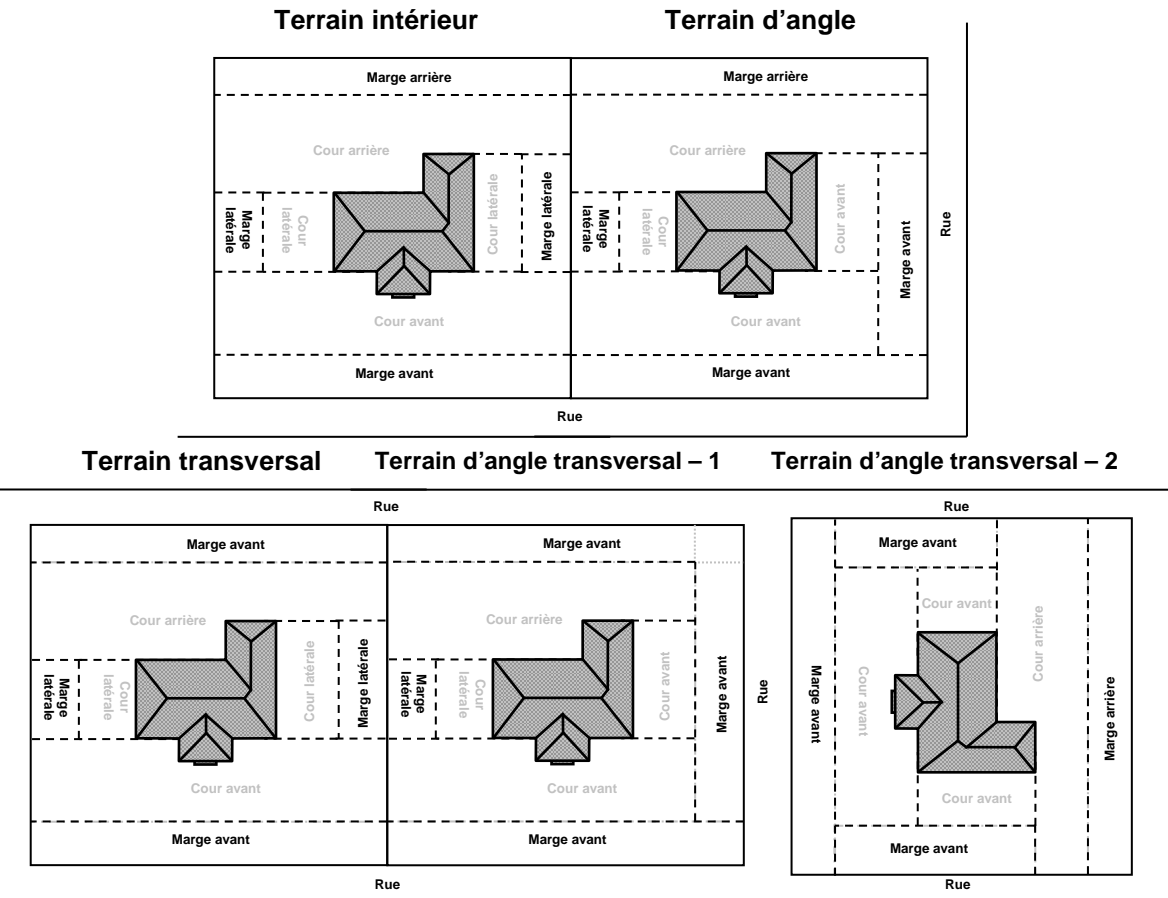 Terrain intérieur
Terrain d'angle
Marge arrière
Cour arrière
Marge
latérale
Cour
latérale
Cour latérale
Marge latérale
Cour avant
Marge avant
Marge arrière
Cour arrière
Marge
latérale
Cour
latérale
Cour avant
Marge avant
Rue
Cour avant
Marge avant
Rue
Terrain transversal
Terrain d'angle transversal – 1
Terrain d'angle transversal – 2
Rue
Rue
Marge avant
Cour arrière
Marge
latérale
Cour
latérale
Cour latérale
Marge latérale
Cour avant
Marge avant
Marge avant
Cour arrière
Marge
latérale
Cour
latérale
Cour avant
Marge avant
Rue
Cour avant
Marge avant
Marge avant
Cour avant
Cour arrière
Marge avant
Cour avant
Marge arrière
Cour avant
Marge avant
Rue
Rue